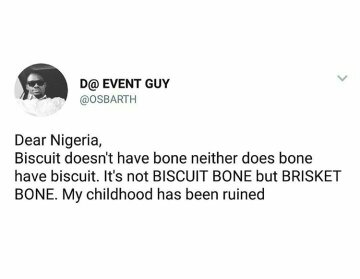 D@ EVENT GUY
@OSBARTH
Dear Nigeria,
Biscuit doesn't have bone neither does bone
have biscuit. It's not BISCUIT BONE but BRISKET
BONE. My childhood has been ruined